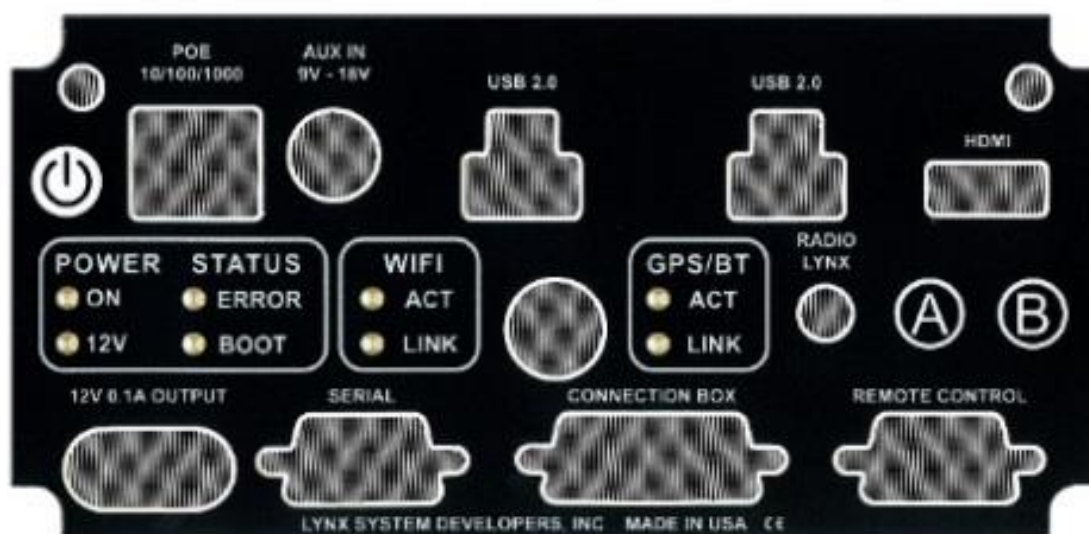 POE
10/100/1000
AUX IN
9V - 18V
USB 2.0
USB 2.0
HDMI
POWER
STATUS
ON
ERROR
12V
BOOT
WIFI
ACT
LINK
GPS/BT
ACT
LINK
RADIO
LYNX
A
B
12V 0.1A OUTPUT
SERIAL
CONNECTION BOX
REMOTE CONTROL
LYNX SYSTEM DEVELOPERS, INC MADE IN USA CE